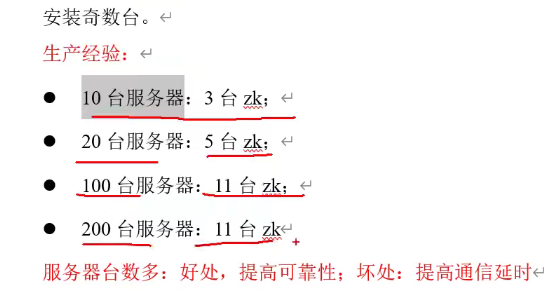 安装奇数台。
生产经验：
● 10 台服务器：3 台 zk；
● 20 台服务器：5 台 zk；
● 100 台服务器：11 台 zk；
● 200 台服务器：11 台 zk
服务器台数多：好处，提高可靠性；坏处：提高通信延时